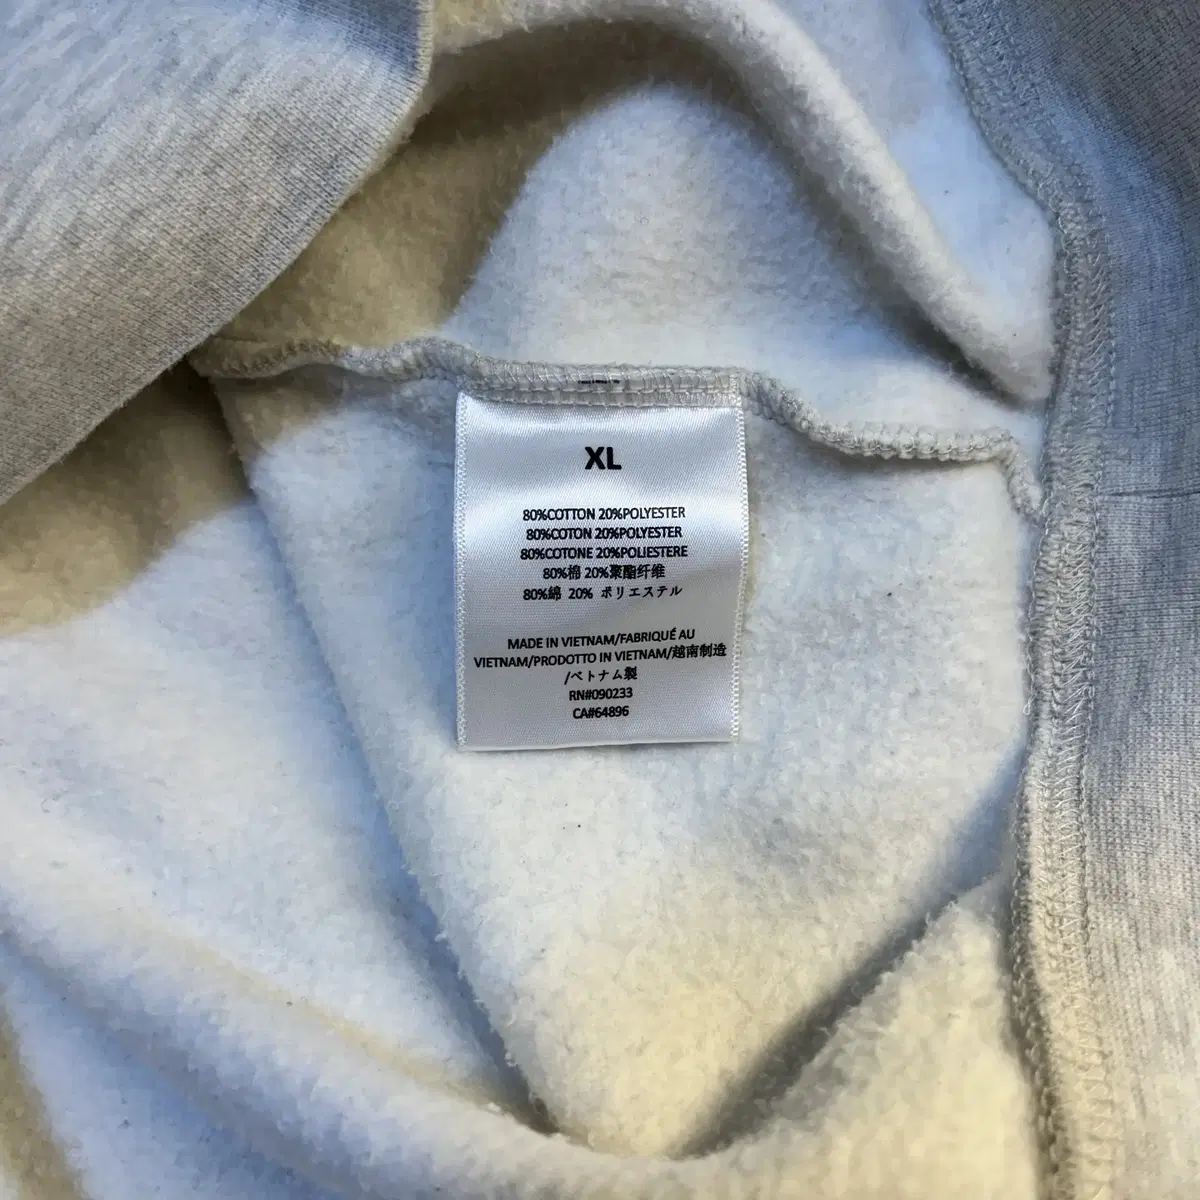 XL
80%COTTON 20%POLYESTER
80%COTON 20%POLYESTER
80%COTONE 20%POLIESTERE
80%棉 20%聚酯纤维
80%綿 20% ポリエステル
MADE IN VIETNAM/FABRIQUÉ AU
VIETNAM/PRODOTTO IN VIETNAM/越南制造
/ベトナム製
RN#090233
CA#64896